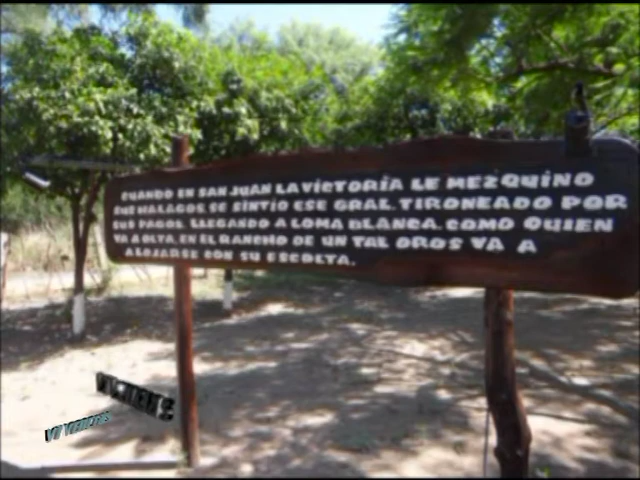 CUANDO EN SAN JUAN LA VICTORIA LE MEZQUINO
SUS HALAGOS, SE SINTIO ESE GRAL. TIRONEADO POR
SUS PAGOS. LLEGANDO A LOMA BLANCA, COMO QUIEN
VA A OLTA, EN EL RANCHO DE UN TAL OROS VA A
ALOJARSE CON SU ESCOLTA.